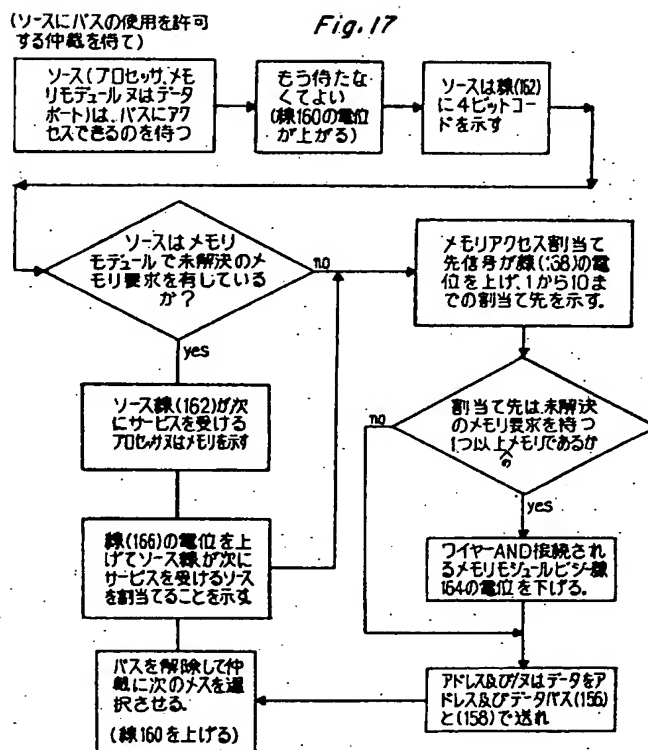 (ソースにバスの使用を許可
する仲裁を待て)
Fig.17
ソース(プロセッサ,メモ
リモデュール又はデータ
ポート)は、バスにアク
セスできるのを待つ
もう待たな
くてよい
(線160の電位
が上がる)
ソースは線(162)
に4ビットコー
ドを示す
ソースはメモリ
モデュールで未解決のメ
モリ要求を有している
か?
no
yes
メモリアクセス割当て
先信号が線(158)の電
位を上げ、1から10ま
での割当て先を示す。
ソース線(162)が次
にサービスを受ける
プロセッサ又はメモリを示す
割当て先は、未解決
のメモリ要求を持つ
1つ以上のメモリであるか
no
yes
線(166)の電位を上
げてソース線が次に
サービスを受けるソース
を割当てることを示す
ワイヤーAND接続され
るメモリモジュールビジー線
164の電位を下げる。
バスを解除して仲
裁に次のメスを選
択させる。
(線160を上げる)
アドレス及び/又はデータをア
ドレス及びデータバス(156)
と(158)で送れ